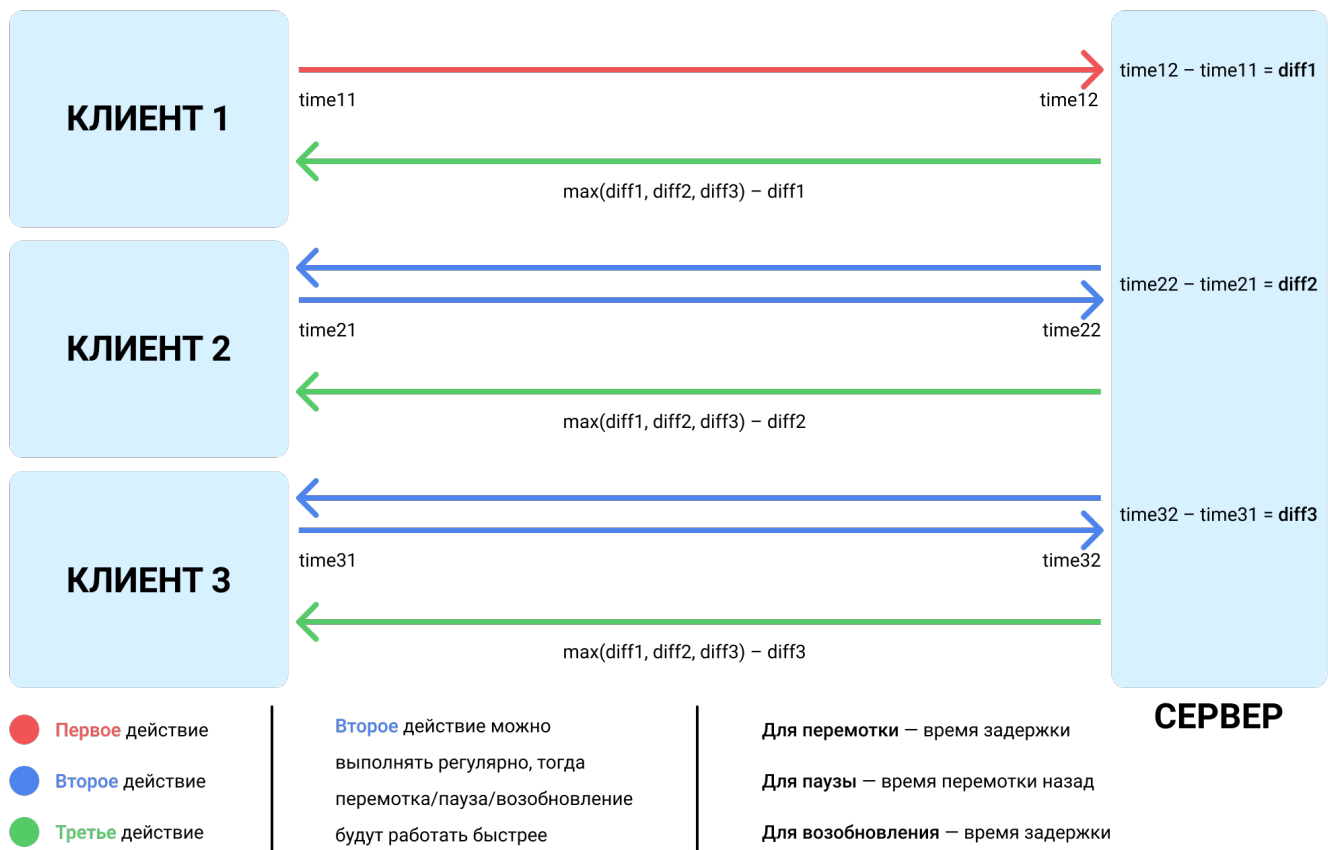 КЛИЕНТ 1
time11
time12
time12 – time11 = diff1
max(diff1, diff2, diff3) – diff1
КЛИЕНТ 2
time21
time22
time22 – time21 = diff2
max(diff1, diff2, diff3) – diff2
КЛИЕНТ 3
time31
time32
time32 – time31 = diff3
max(diff1, diff2, diff3) – diff3
СЕРВЕР
Первое действие
Второе действие
Третье действие
Второе действие можно
выполнять регулярно, тогда
перемотка/пауза/возобновление
будут работать быстрее
Для перемотки — время задержки
Для паузы — время перемотки назад
Для возобновления — время задержки